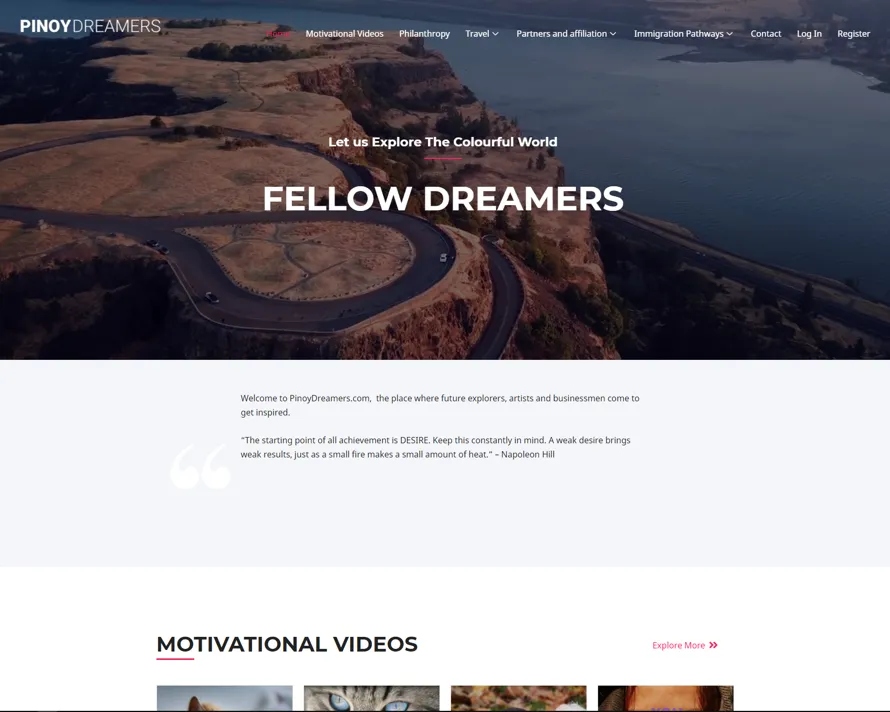 PINOYDREAMERS
Home Motivational Videos Philanthropy Travel Partners and affiliation Immigration Pathways Contact Log In Register
Let us Explore The Colourful World
FELLOW DREAMERS
Welcome to PinoyDreamers.com, the place where future explorers, artists and businessmen come to
get inspired.
“The starting point of all achievement is DESIRE. Keep this constantly in mind. A weak desire brings
weak results, just as a small fire makes a small amount of heat.” – Napoleon Hill
MOTIVATIONAL VIDEOS
Explore More